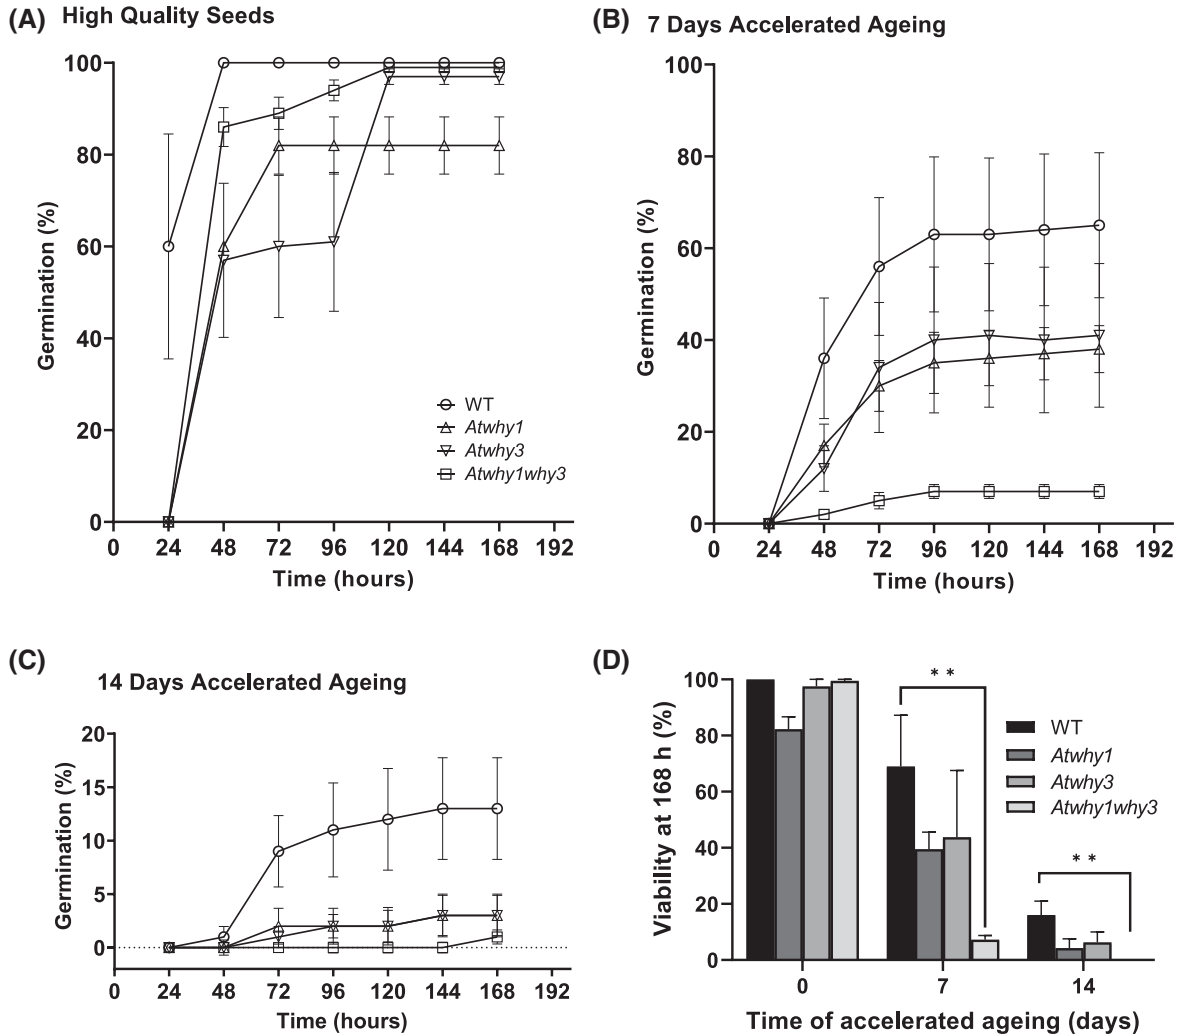 (A) High Quality Seeds
100
80
60
40
20
0
Germination (%)
WT
Atwhy1
Atwhy3
Atwhy1why3
0 24 48 72 96 120 144 168 192
Time (hours)
(B) 7 Days Accelerated Ageing
100
80
60
40
20
0
Germination (%)
0 24 48 72 96 120 144 168 192
Time (hours)
(C)
14 Days Accelerated Ageing
20
15
10
5
0
Germination (%)
0 24 48 72 96 120 144 168 192
Time (hours)
(D)
100
80
60
40
20
0
Viability at 168 h (%)
**
**
WT
Atwhy1
Atwhy3
Atwhy1why3
0 7 14
Time of accelerated ageing (days)